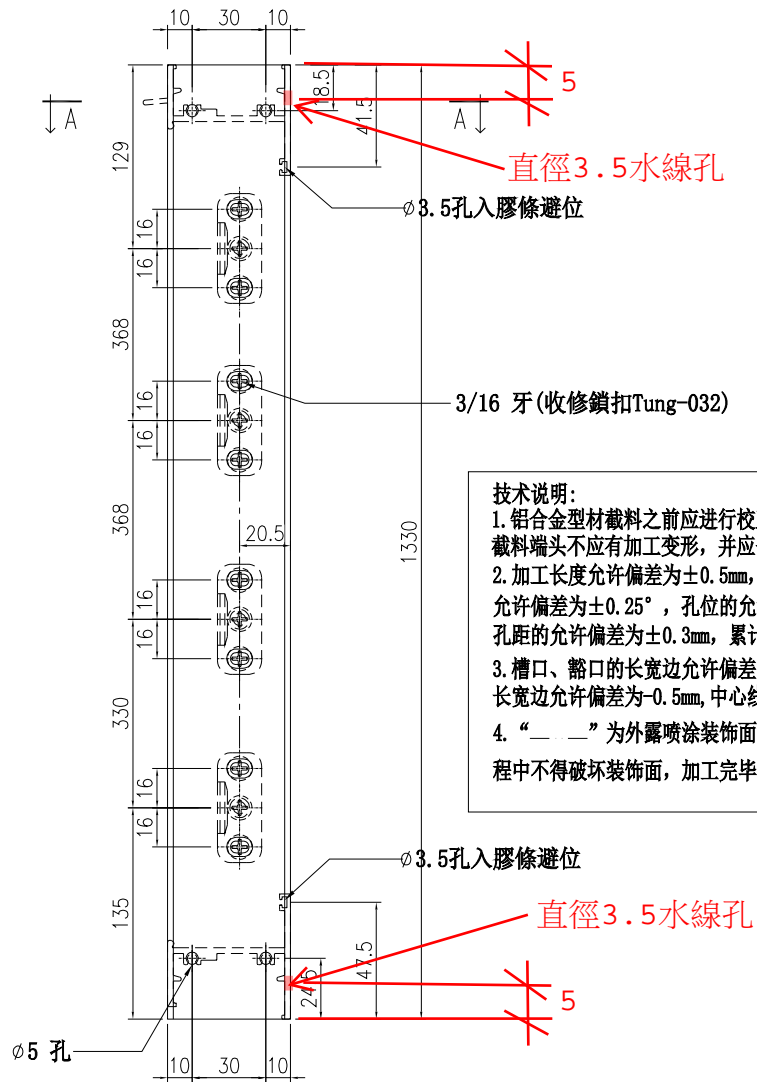 10 30 10
5
18.5
41.5
A A
直徑3.5水線孔
129
∅3.5孔入膠條避位
16
16
368
16
16
3/16 牙(收修鎖扣Tung-032)
368
20.5
1330
技术说明:
1.铝合金型材截料之前应进行校
截料端头不应有加工变形，并应
2.加工长度允许偏差为±0.5mm,
允许偏差为±0.25°，孔位的允
孔距的允许偏差为±0.3mm，累
3.槽口、豁口的长宽边允许偏差
长宽边允许偏差为-0.5mm,中心
4.“— — —”为外露喷涂装饰面
程中不得破坏装饰面，加工完毕
16
16
330
16
16
∅3.5孔入膠條避位
135
直徑3.5水線孔
47.5
24.5
5
∅5 孔
10 30 10